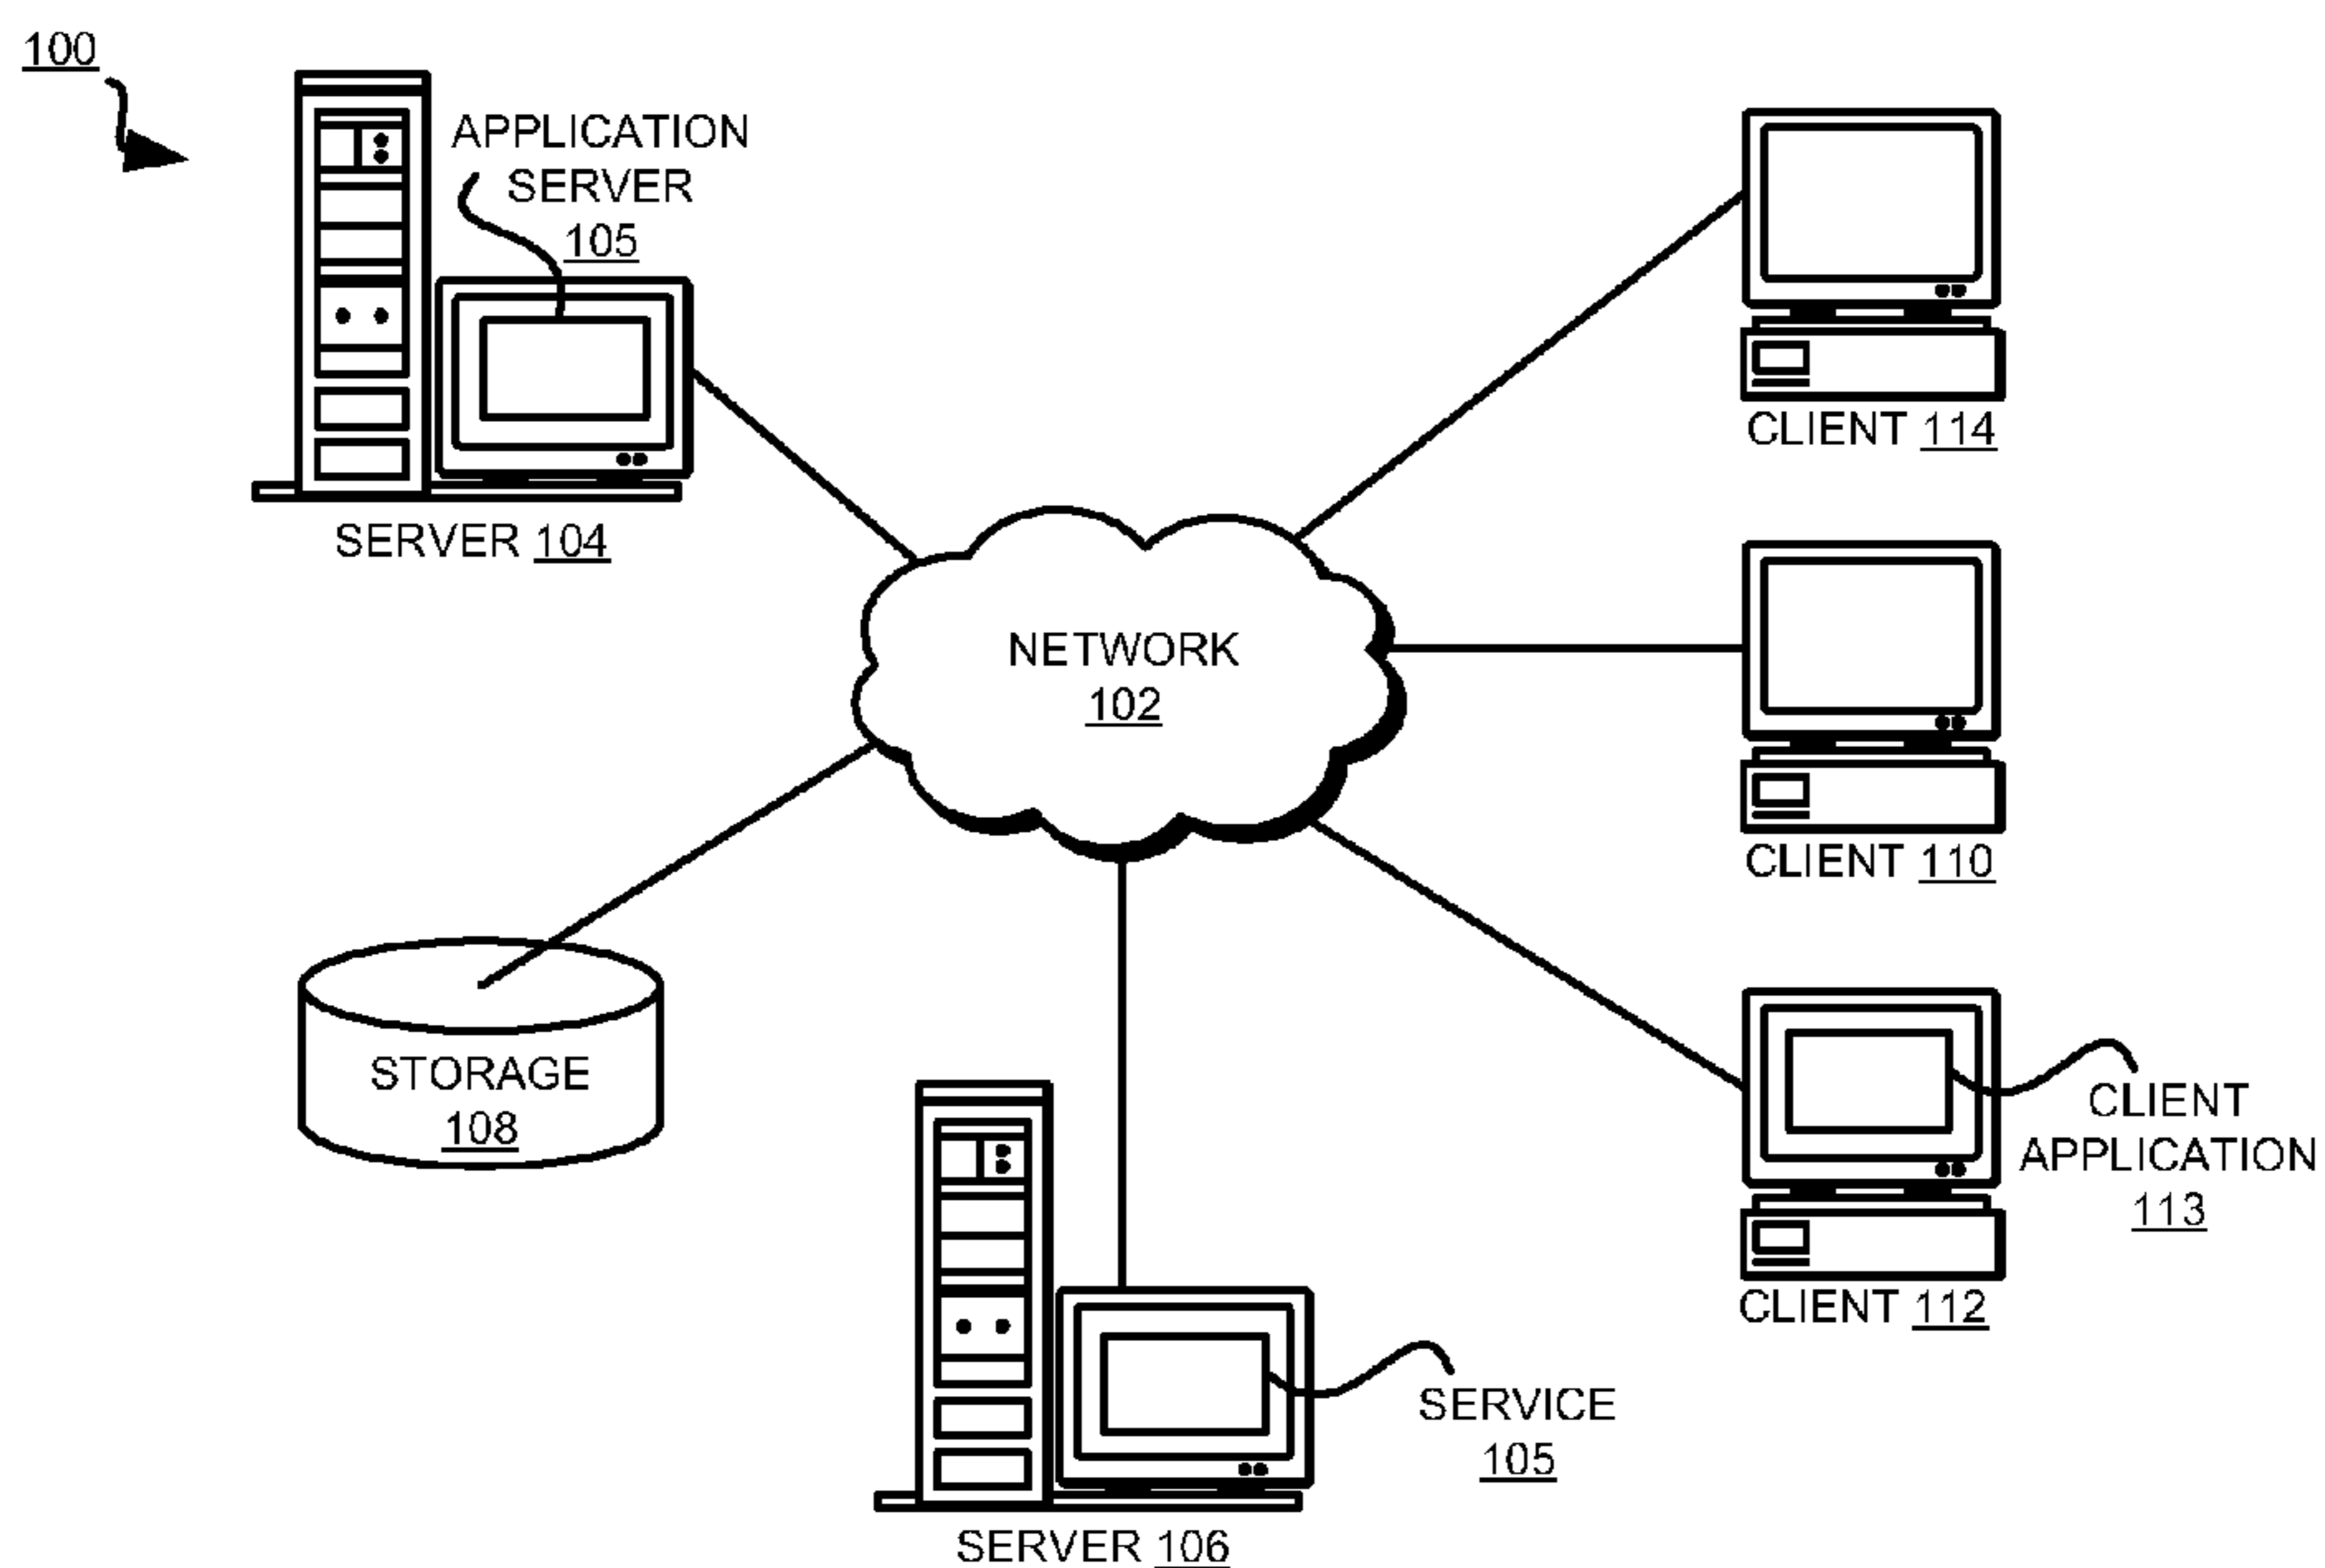 100
APPLICATION
SERVER
105
SERVER 104
CLIENT 114
NETWORK
102
CLIENT 110
STORAGE
108
CLIENT
APPLICATION
113
CLIENT 112
SERVICE
105
SERVER 106